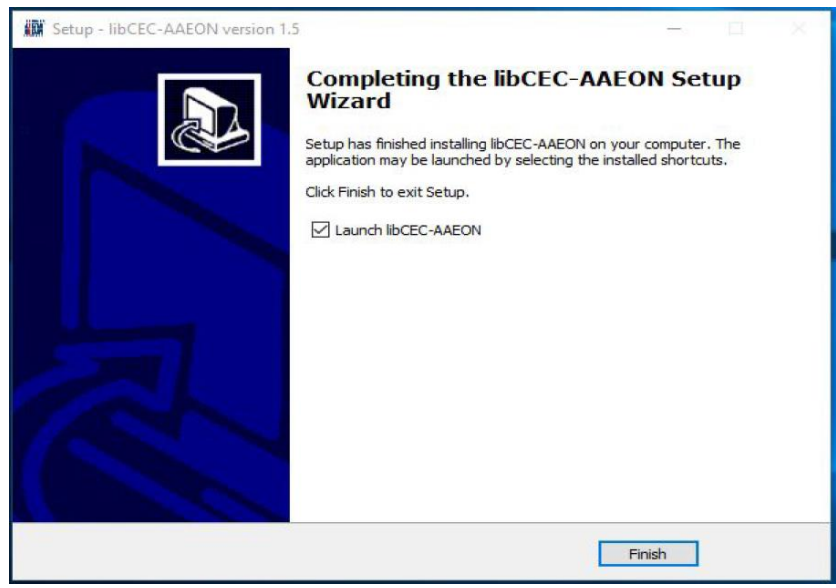 Setup - libCEC-AAEON version 1.5
Completing the libCEC-AAEON Setup
Wizard
Setup has finished installing libCEC-AAEON on your computer. The
application may be launched by selecting the installed shortcuts.
Click Finish to exit Setup.
Launch libCEC-AAEON
Finish